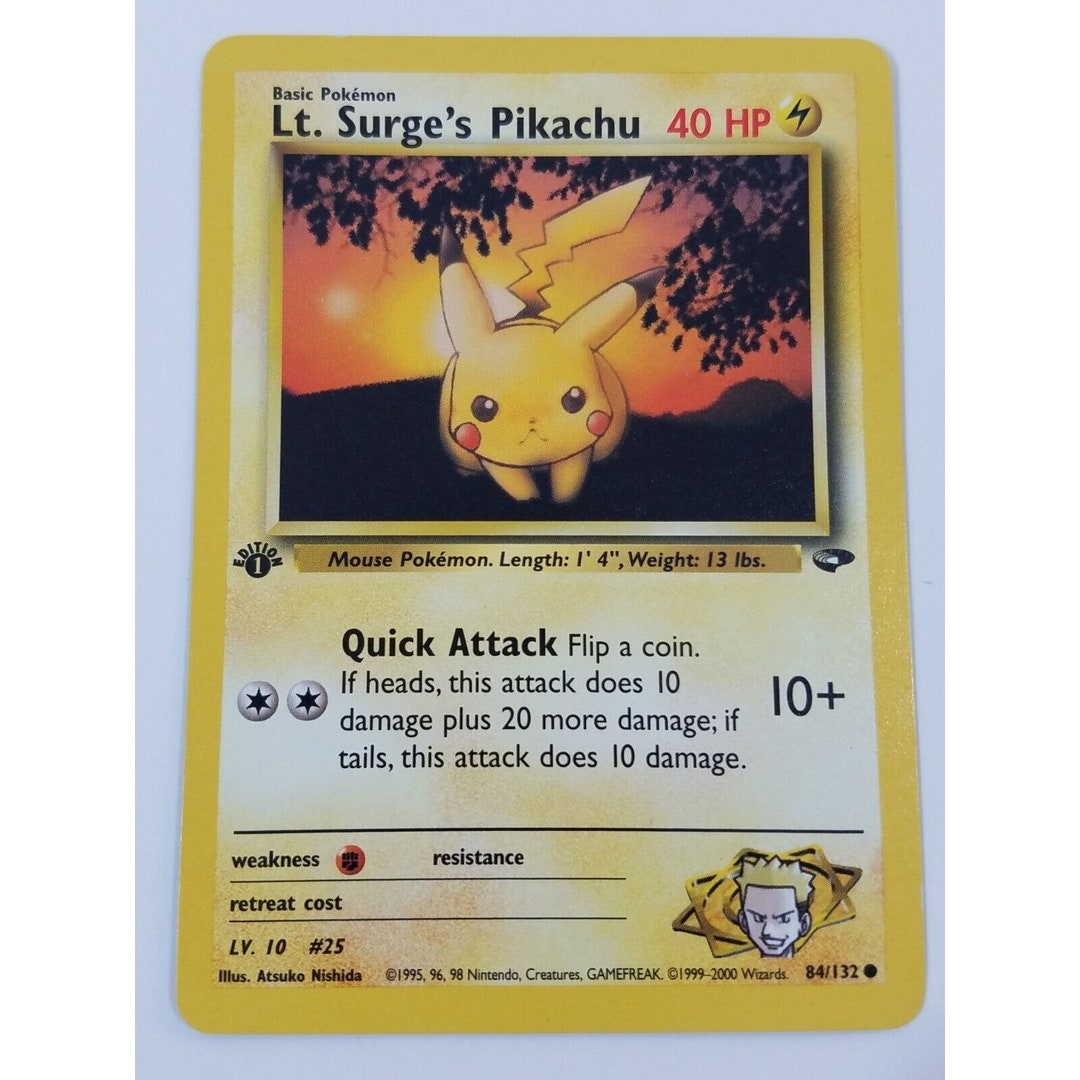 Basic Pokémon
Lt. Surge's Pikachu 40 HP
EDITION 1
Mouse Pokémon. Length: 1' 4", Weight: 13 lbs.
Quick Attack Flip a coin.
If heads, this attack does 10
damage plus 20 more damage; if
tails, this attack does 10 damage.
10+
weakness resistance
retreat cost
LV. 10 #25
Illus. Atsuko Nishida ©1995, 96, 98 Nintendo, Creatures, GAMEFREAK. ©1999–2000 Wizards. 84/132